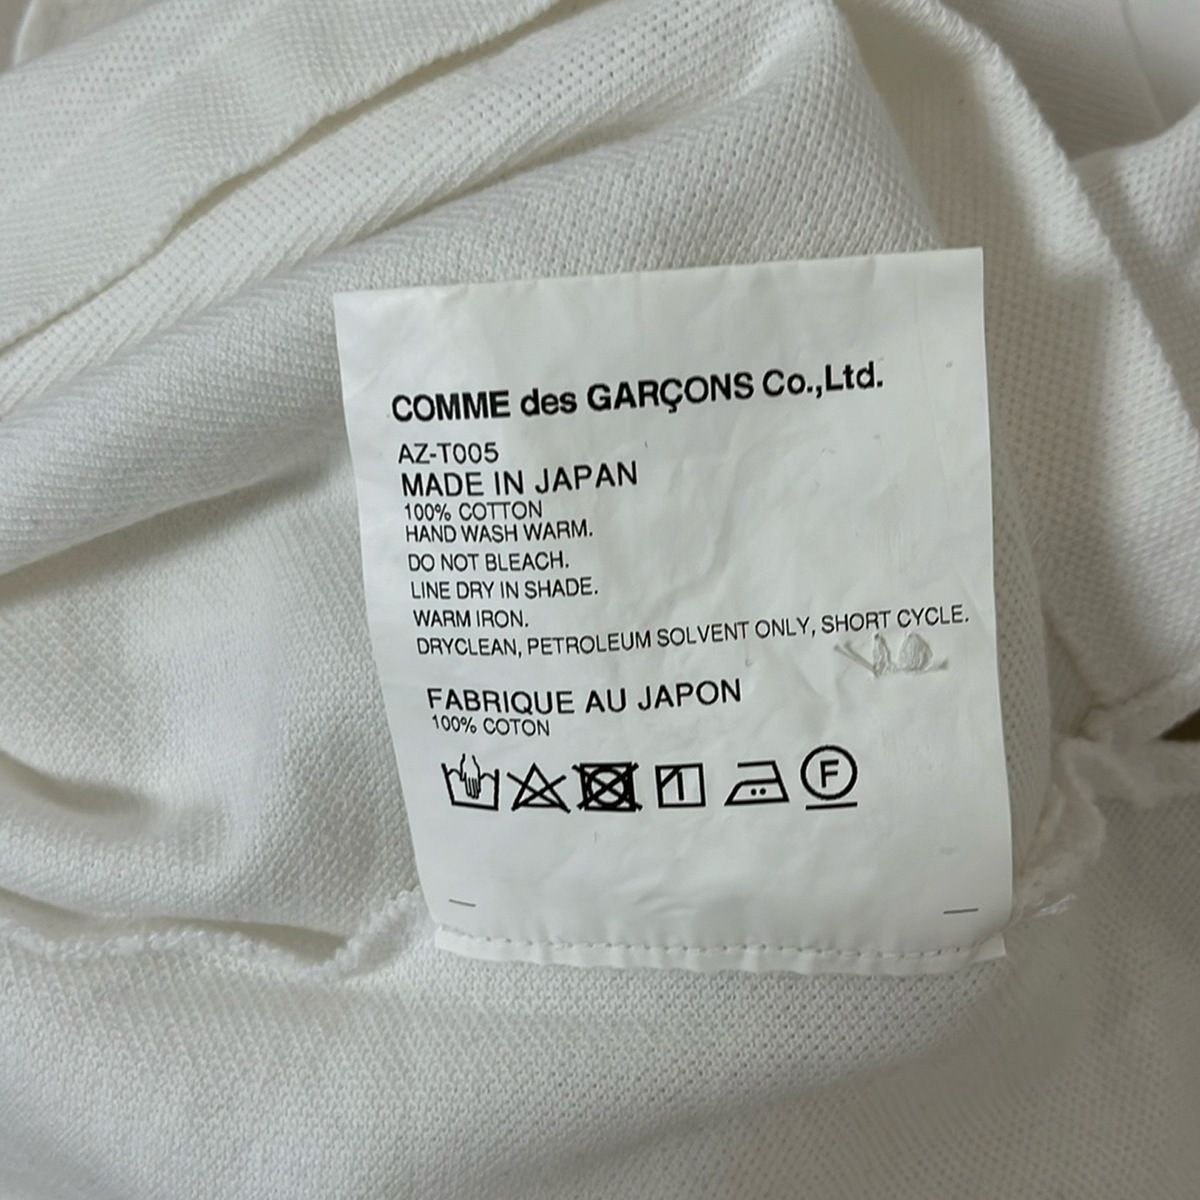 COMME des GARÇONS Co.,Ltd.
AZ-T005
MADE IN JAPAN
100% COTTON
HAND WASH WARM.
DO NOT BLEACH.
LINE DRY IN SHADE.
WARM IRON.
DRYCLEAN, PETROLEUM SOLVENT ONLY, SHORT CYCLE.
FABRIQUE AU JAPON
100% COTON
F